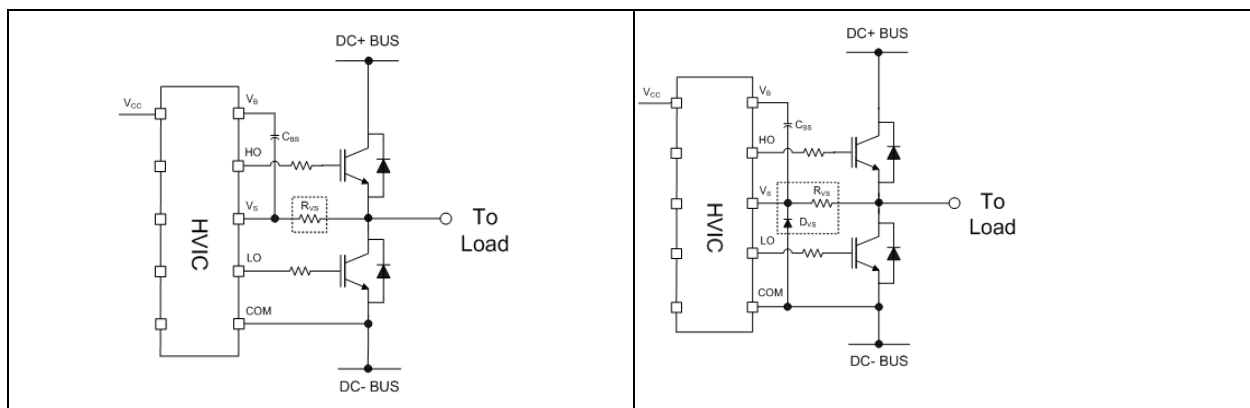 DC+ BUS
VCC
VB
CBS
HO
VS
RVS
To
Load
HVIC
LO
COM
DC- BUS
DC+ BUS
VCC
VB
CBS
HO
VS
RVS
To
Load
DVS
HVIC
LO
COM
DC- BUS